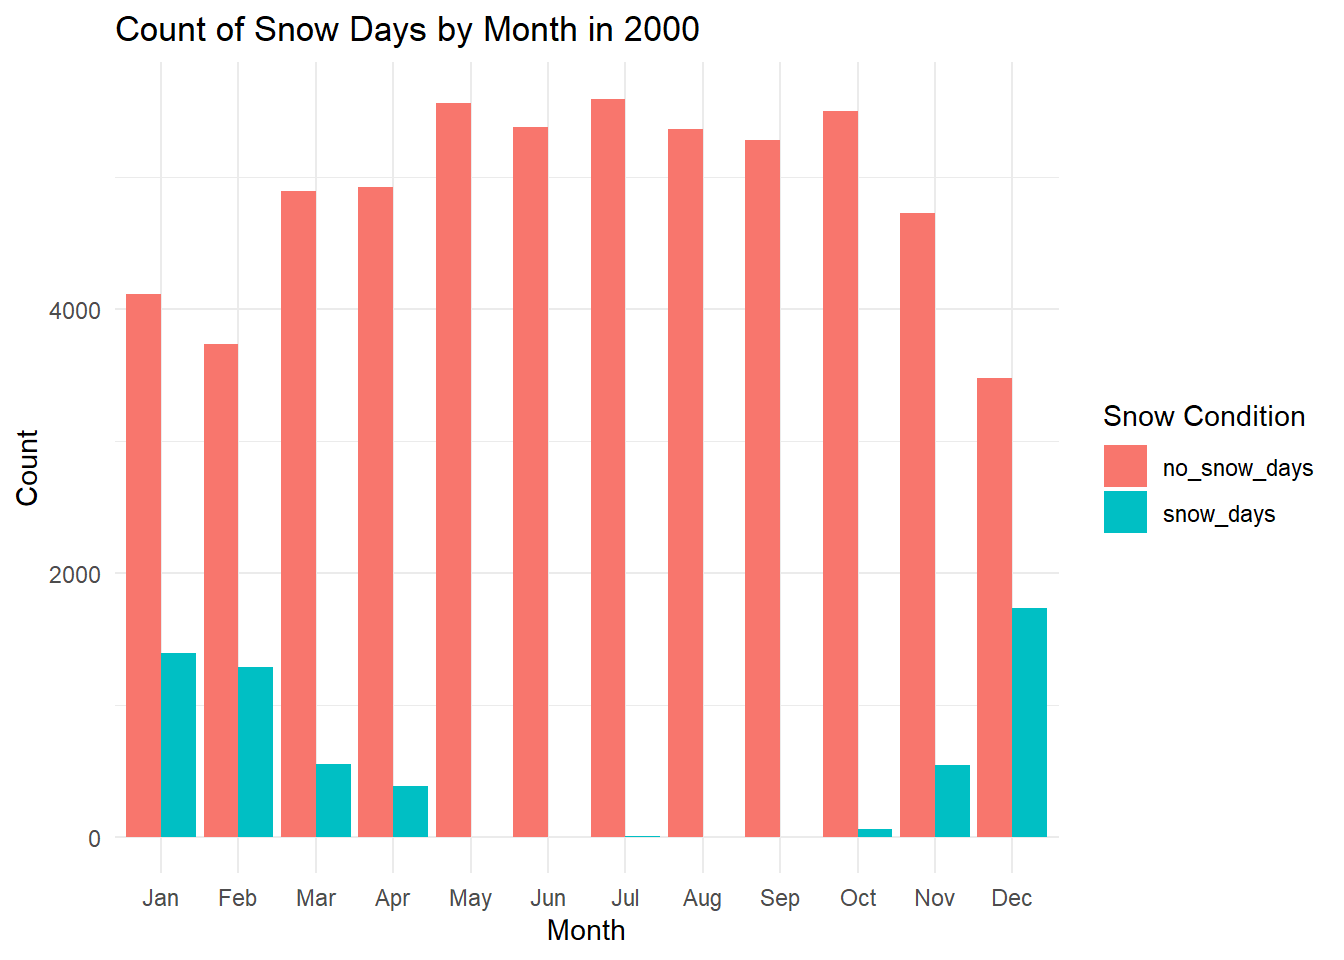 Count of Snow Days by Month in 2000
Count
4000
2000
0
Jan Feb Mar Apr May Jun Jul Aug Sep Oct Nov Dec
Month
Snow Condition
no_snow_days
snow_days